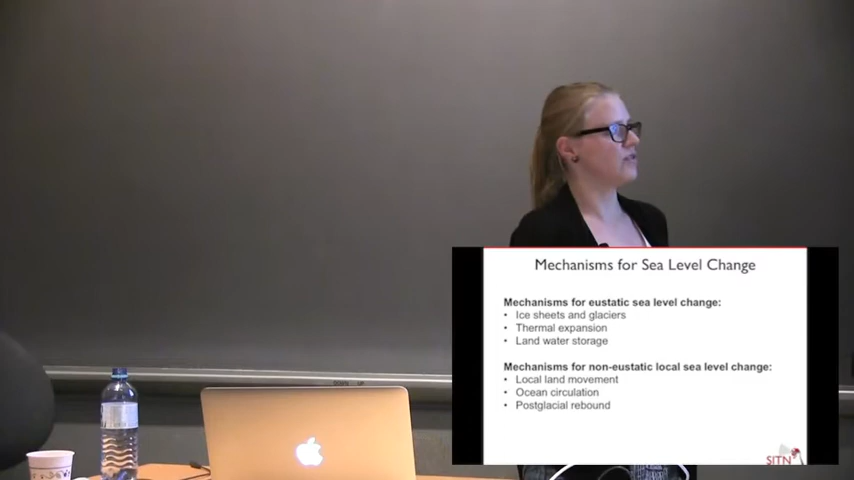 Mechanisms for Sea Level Change
Mechanisms for eustatic sea level change:
• Ice sheets and glaciers
• Thermal expansion
• Land water storage
Mechanisms for non-eustatic local sea level change:
• Local land movement
• Ocean circulation
• Postglacial rebound
SITN